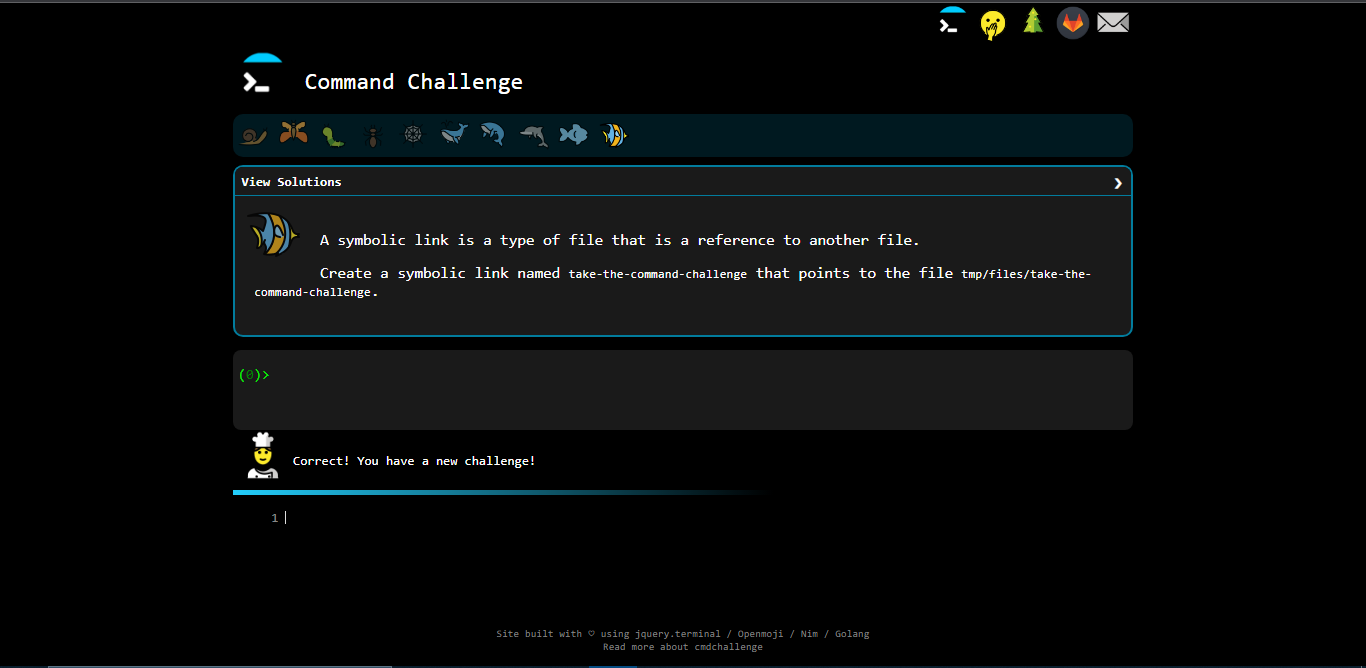 Command Challenge
View Solutions
A symbolic link is a type of file that is a reference to another file.
Create a symbolic link named take-the-command-challenge that points to the file tmp/files/take-the-
command-challenge.
(0)>
Correct! You have a new challenge!
1
Site built with ♡ using jquery.terminal / Openmoji / Nim / Golang
Read more about cmdchallenge